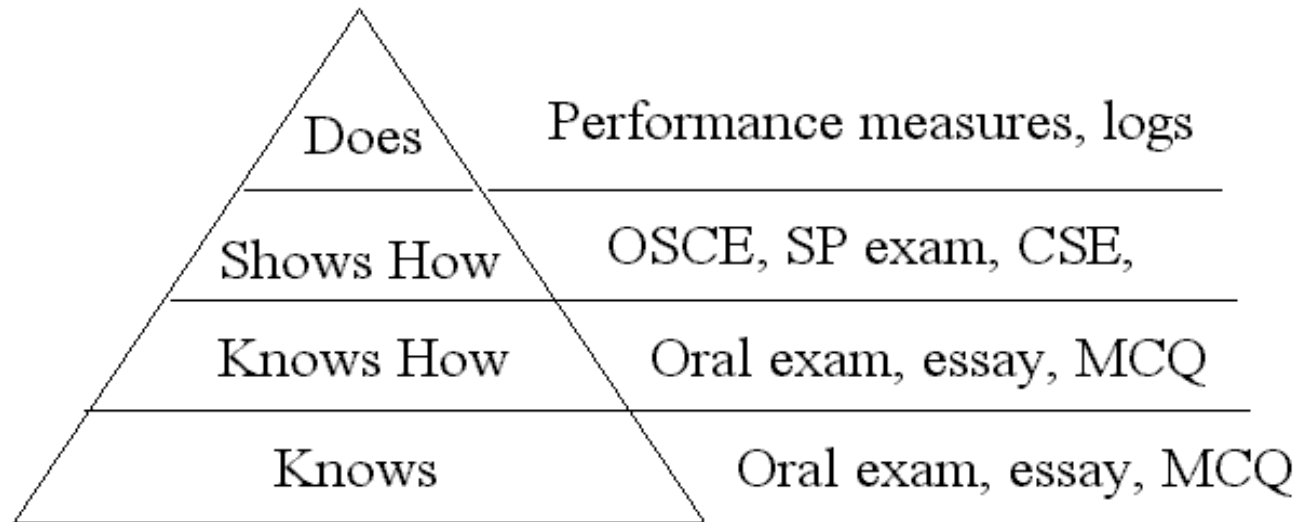 Does Performance measures, logs
Shows How OSCE, SP exam, CSE,
Knows How Oral exam, essay, MCQ
Knows Oral exam, essay, MCQ